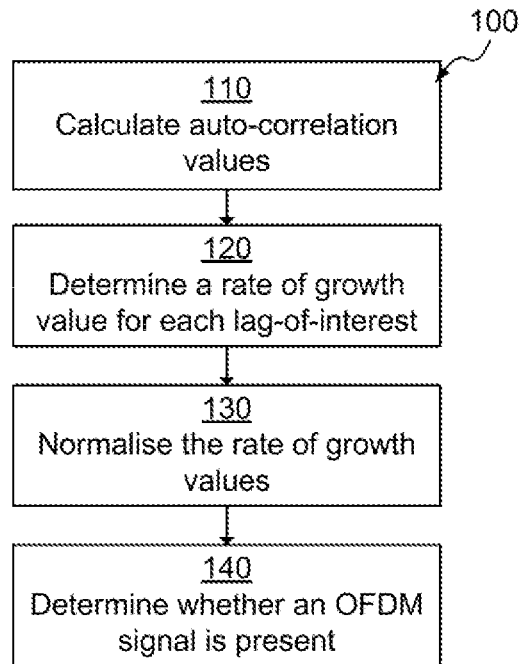 100
110
Calculate auto-correlation
values
120
Determine a rate of growth
value for each lag-of-interest
130
Normalise the rate of growth
values
140
Determine whether an OFDM
signal is present